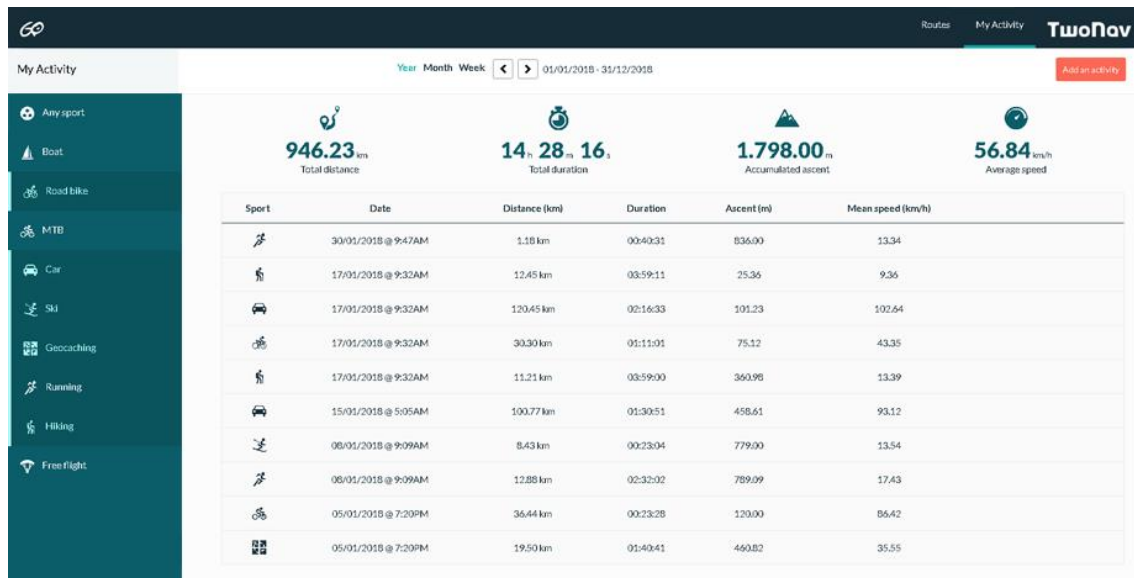 GO
Routes My Activity TwoNav
My Activity
Year Month Week < > 01/01/2018 - 31/12/2018
Add an activity
Any sport
Boat
Road bike
MTB
Car
Ski
Geocaching
Running
Hiking
Free flight
946.23 km
Total distance
14 h 28 m 16 s
Total duration
1.798.00 m
Accumulated ascent
56.84 km/h
Average speed
Sport Date Distance (km) Duration Ascent (m) Mean speed (km/h)
30/01/2018 @ 9:47AM 1.18 km 00:40:31 836.00 13.34
17/01/2018 @ 9:32AM 12.45 km 03:59:11 25.36 9.36
17/01/2018 @ 9:32AM 120.45 km 02:16:33 101.23 102.64
17/01/2018 @ 9:32AM 30.30 km 01:11:01 75.12 43.35
17/01/2018 @ 9:32AM 11.21 km 03:59:00 360.98 13.39
15/01/2018 @ 5:05AM 100.77 km 01:30:51 458.61 93.12
08/01/2018 @ 9:09AM 8.43 km 00:23:04 779.00 13.54
08/01/2018 @ 9:09AM 12.88 km 02:32:02 789.09 17.43
05/01/2018 @ 7:20PM 36.44 km 00:23:28 120.00 86.42
05/01/2018 @ 7:20PM 19.50 km 01:40:41 460.82 35.55